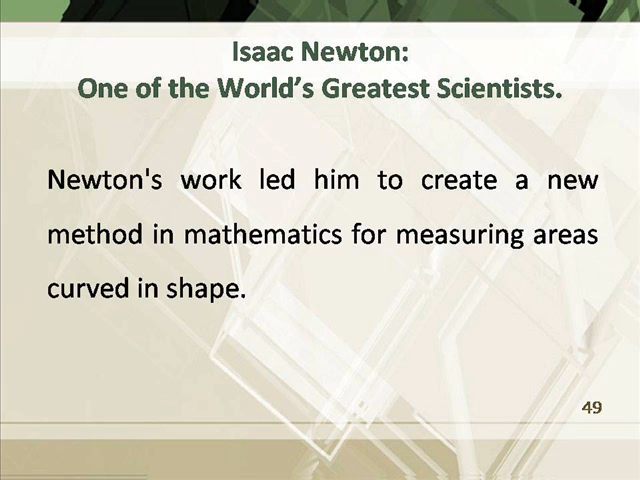 Isaac Newton:
One of the World’s Greatest Scientists.
Newton's work led him to create a new
method in mathematics for measuring areas
curved in shape.
49